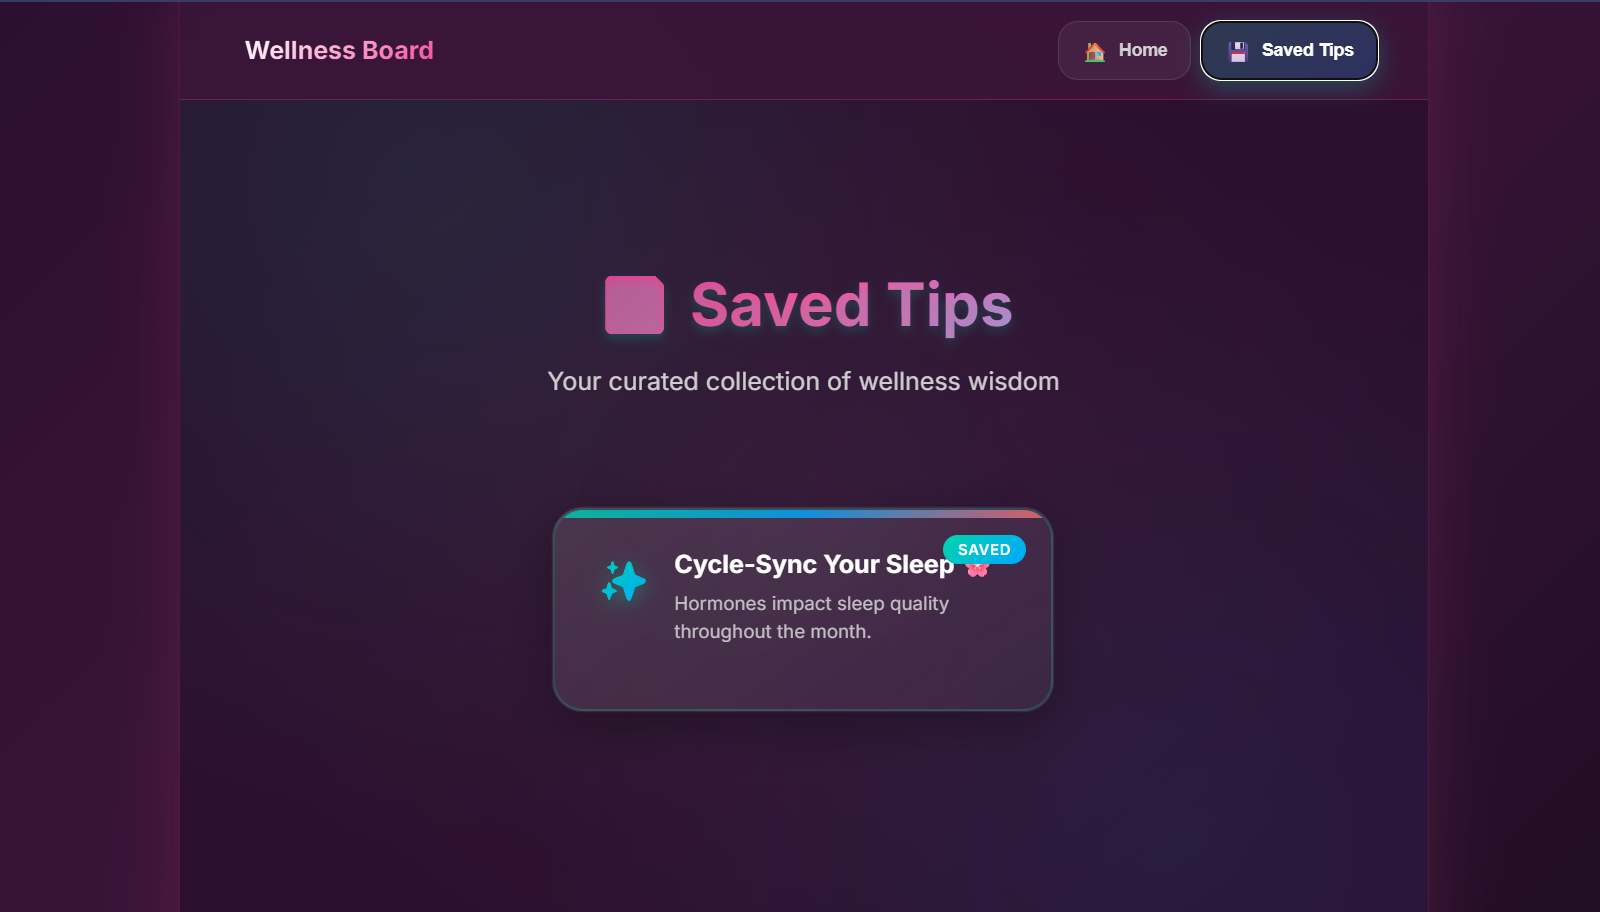 Wellness Board
🏠 Home
💾 Saved Tips
Saved Tips
Your curated collection of wellness wisdom
SAVED
Cycle-Sync Your Sleep 🌸
Hormones impact sleep quality
throughout the month.